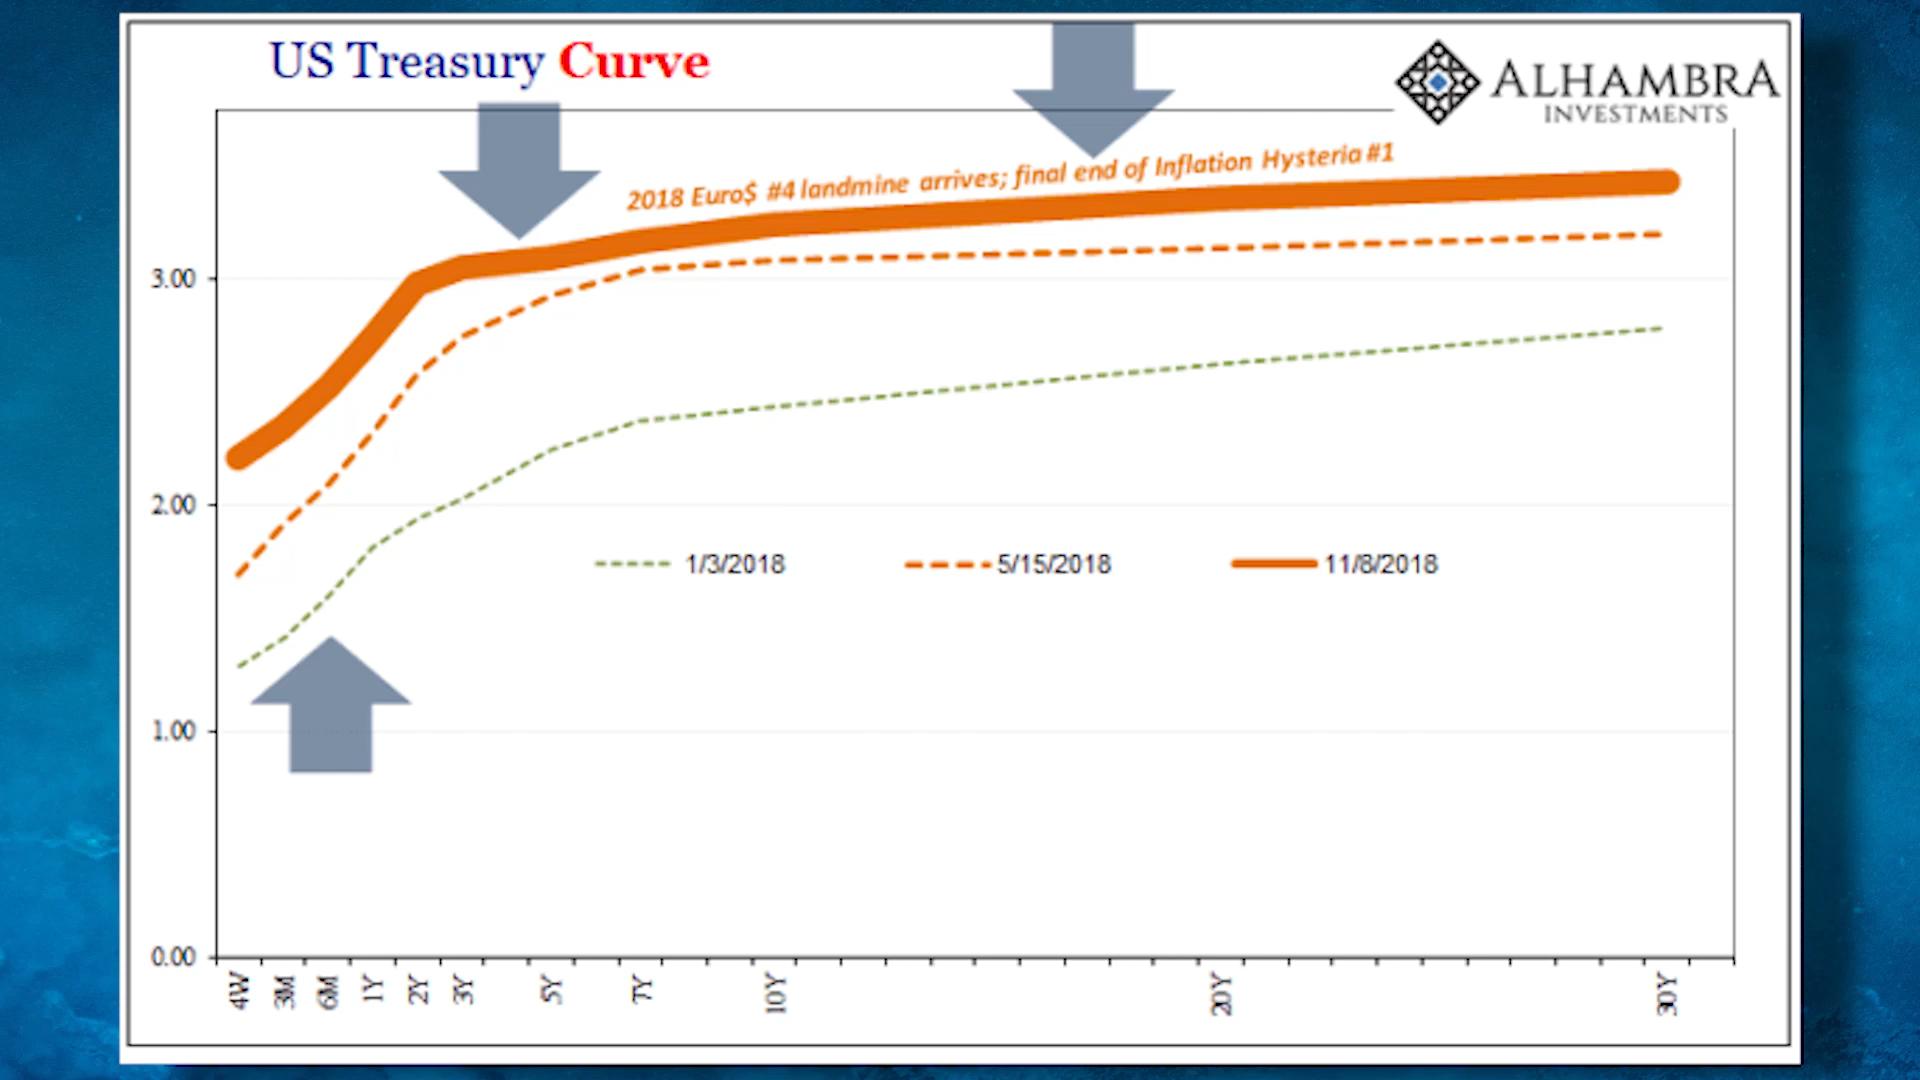 US Treasury Curve
ALHAMBRA
INVESTMENTS
2018 Euro$ #4 landmine arrives; final end of Inflation Hysteria #1
3.00
2.00
1.00
0.00
1/3/2018 5/15/2018 11/8/2018
4W 3M 6M 1Y 2Y 3Y 5Y 7Y 10Y 20Y 30Y